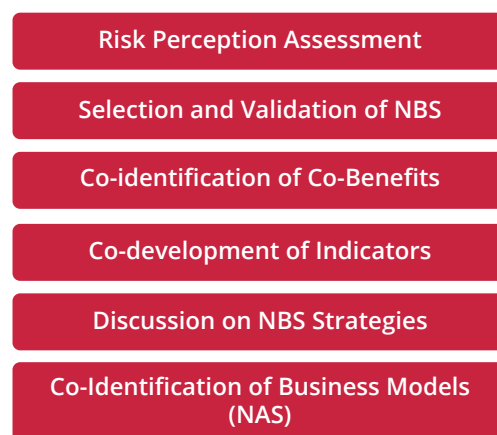 Risk Perception Assessment
Selection and Validation of NBS
Co-identification of Co-Benefits
Co-development of Indicators
Discussion on NBS Strategies
Co-Identification of Business Models
(NAS)